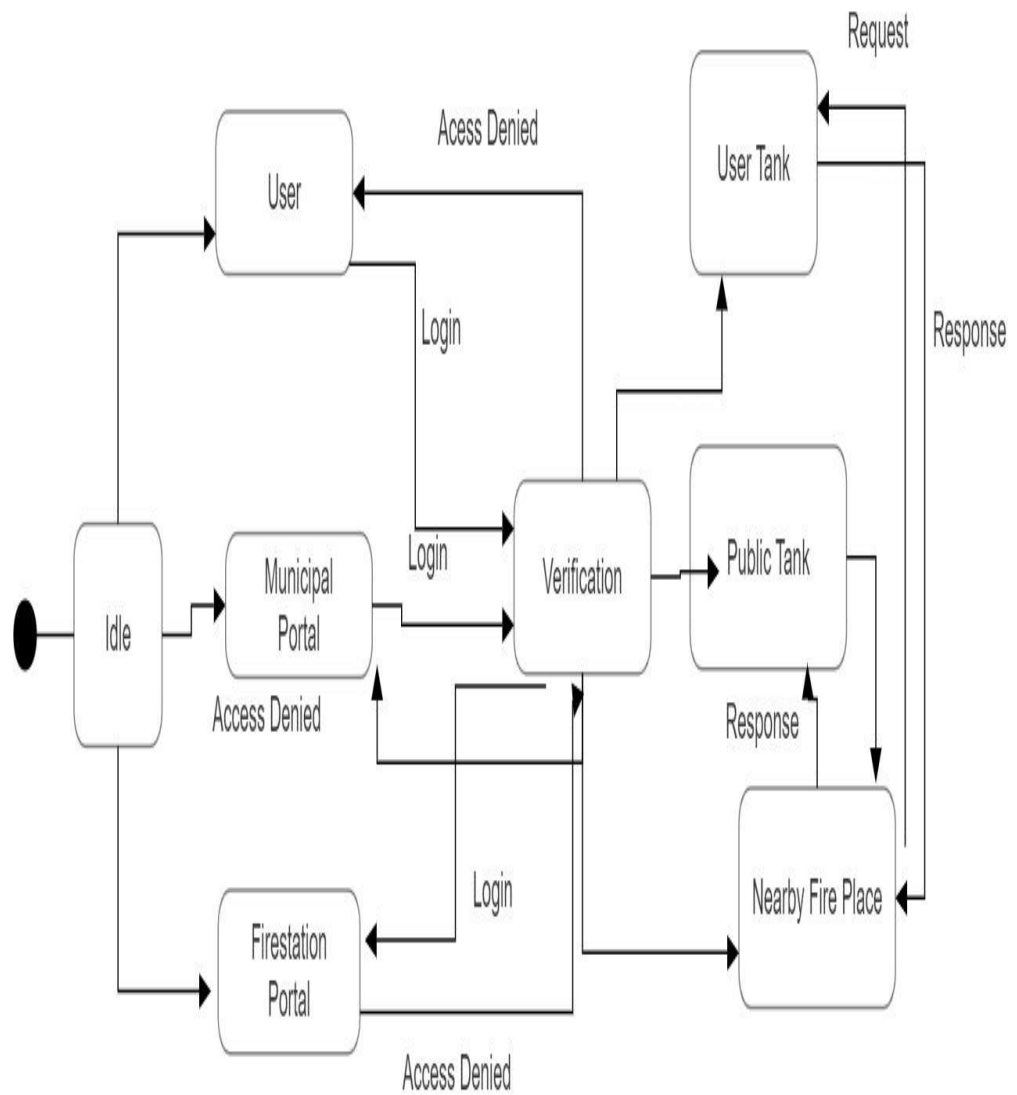 Request
Acess Denied
User
User Tank
Login
Response
Login
Municipal
Portal
Verification
Public Tank
Idle
Access Denied
Response
Login
Nearby Fire Place
Firestation
Portal
Access Denied